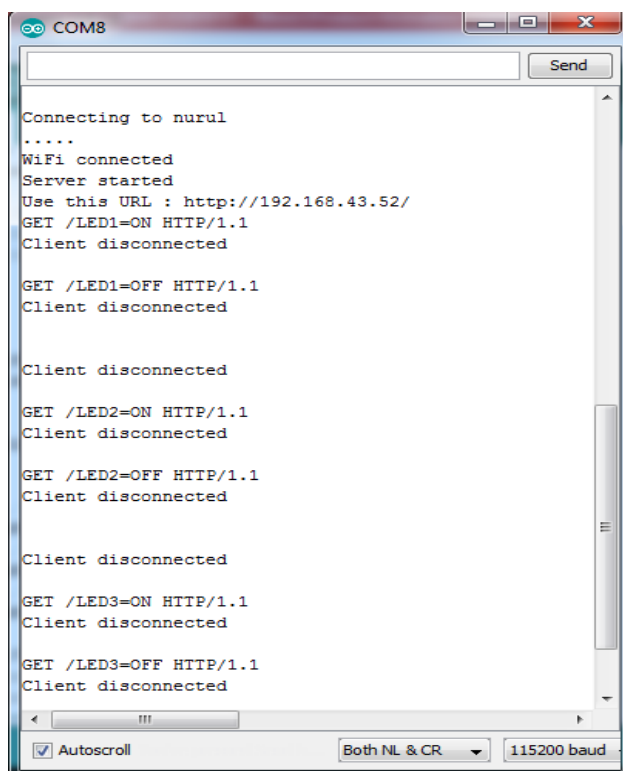 COM8
Send
Connecting to nurul
.....
WiFi connected
Server started
Use this URL : http://192.168.43.52/
GET /LED1=ON HTTP/1.1
Client disconnected
GET /LED1=OFF HTTP/1.1
Client disconnected
Client disconnected
GET /LED2=ON HTTP/1.1
Client disconnected
GET /LED2=OFF HTTP/1.1
Client disconnected
Client disconnected
GET /LED3=ON HTTP/1.1
Client disconnected
GET /LED3=OFF HTTP/1.1
Client disconnected
Autoscroll Both NL & CR 115200 baud